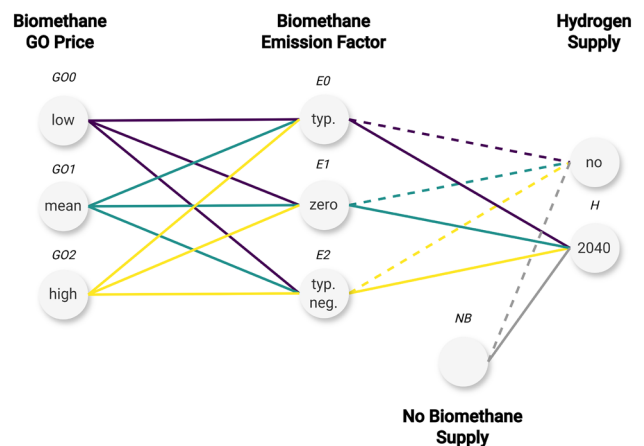 Biomethane
GO Price
Biomethane
Emission Factor
Hydrogen
Supply
GO0
low
GO1
mean
GO2
high
E0
typ.
E1
zero
E2
typ.
neg.
no
H
2040
NB
No Biomethane
Supply